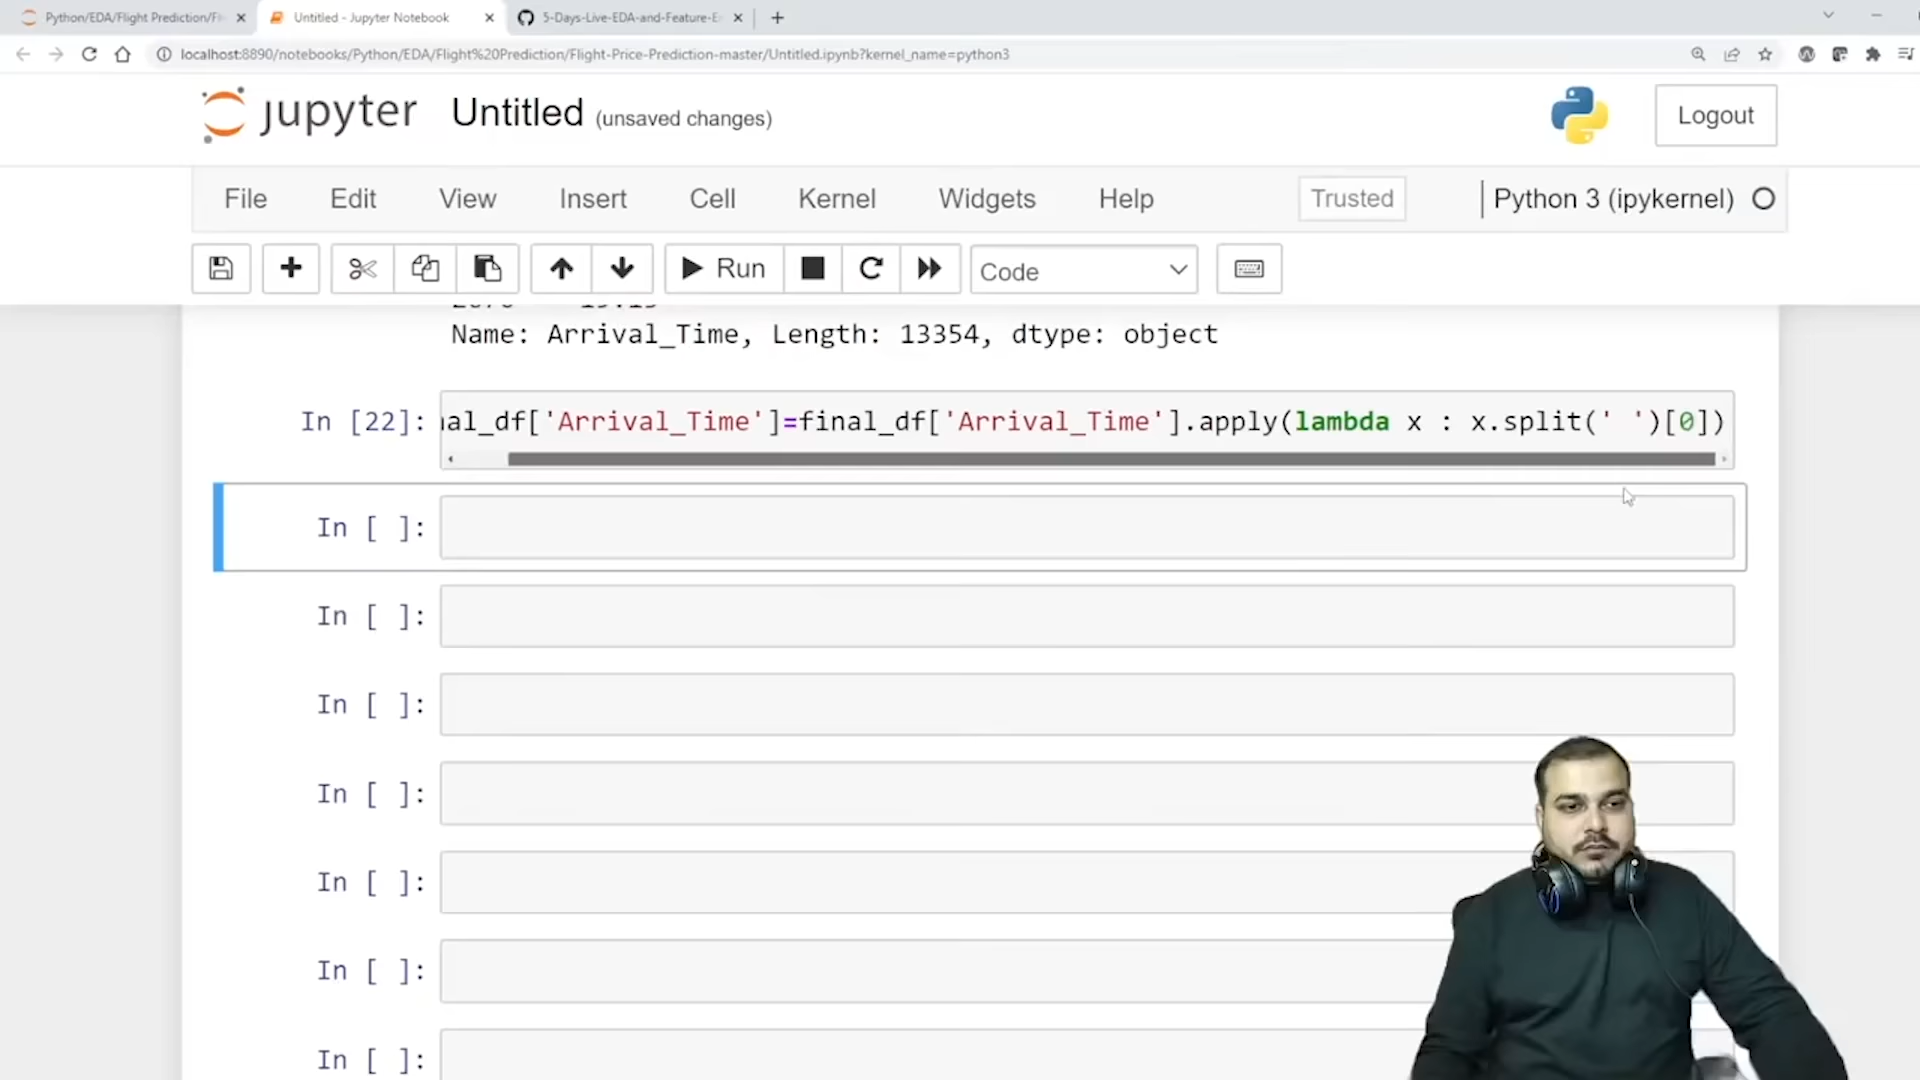 Python/EDA/Flight Prediction/Fli
Untitled - Jupyter Notebook
5-Days-Live-EDA-and-Feature-E
localhost:8890/notebooks/Python/EDA/Flight%20Prediction/Flight-Price-Prediction-master/Untitled.ipynb?kernel_name=python3
jupyter Untitled (unsaved changes)
Logout
File Edit View Insert Cell Kernel Widgets Help Trusted Python 3 (ipykernel)
Run Code
Name: Arrival_Time, Length: 13354, dtype: object
In [22]: al_df['Arrival_Time']=final_df['Arrival_Time'].apply(lambda x : x.split(' ')[0])
In [ ]:
In [ ]:
In [ ]:
In [ ]:
In [ ]:
In [ ]:
In [ ]: